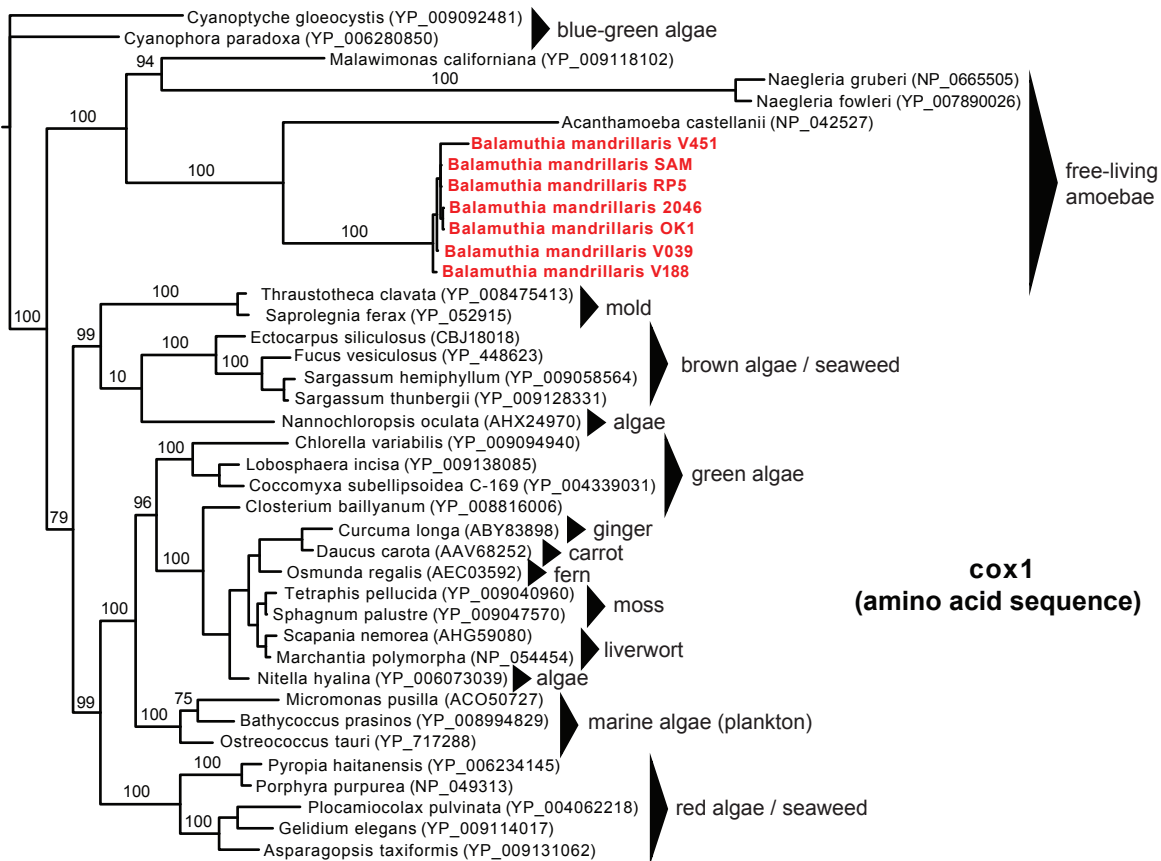 Cyanoptyche gloeocystis (YP_009092481)
Cyanophora paradoxa (YP_006280850)
blue-green algae
94
Malawimonas californiana (YP_009118102)
100
Naegleria gruberi (NP_0665505)
Naegleria fowleri (YP_007890026)
100
Acanthamoeba castellanii (NP_042527)
Balamuthia mandrillaris V451
Balamuthia mandrillaris SAM
100
Balamuthia mandrillaris RP5
Balamuthia mandrillaris 2046
Balamuthia mandrillaris OK1
100
Balamuthia mandrillaris V039
Balamuthia mandrillaris V188
free-living
amoebae
100
Thraustotheca clavata (YP_008475413)
100
Saprolegnia ferax (YP_052915)
mold
99
Ectocarpus siliculosus (CBJ18018)
100
Fucus vesiculosus (YP_448623)
100
10
Sargassum hemiphyllum (YP_009058564)
Sargassum thunbergii (YP_009128331)
brown algae / seaweed
Nannochloropsis oculata (AHX24970)
algae
100
Chlorella variabilis (YP_009094940)
Lobosphaera incisa (YP_009138085)
Coccomyxa subellipsoidea C-169 (YP_004339031)
green algae
96
79
Closterium baillyanum (YP_008816006)
Curcuma longa (ABY83898)
ginger
100
Daucus carota (AAV68252)
carrot
Osmunda regalis (AEC03592)
fern
Tetraphis pellucida (YP_009040960)
Sphagnum palustre (YP_009047570)
moss
100
Scapania nemorea (AHG59080)
Marchantia polymorpha (NP_054454)
liverwort
Nitella hyalina (YP_006073039)
algae
99
75
Micromonas pusilla (ACO50727)
100
Bathycoccus prasinos (YP_008994829)
Ostreococcus tauri (YP_717288)
marine algae (plankton)
100
Pyropia haitanensis (YP_006234145)
Porphyra purpurea (NP_049313)
100
Plocamiocolax pulvinata (YP_004062218)
100
Gelidium elegans (YP_009114017)
Asparagopsis taxiformis (YP_009131062)
red algae / seaweed
cox1
(amino acid sequence)